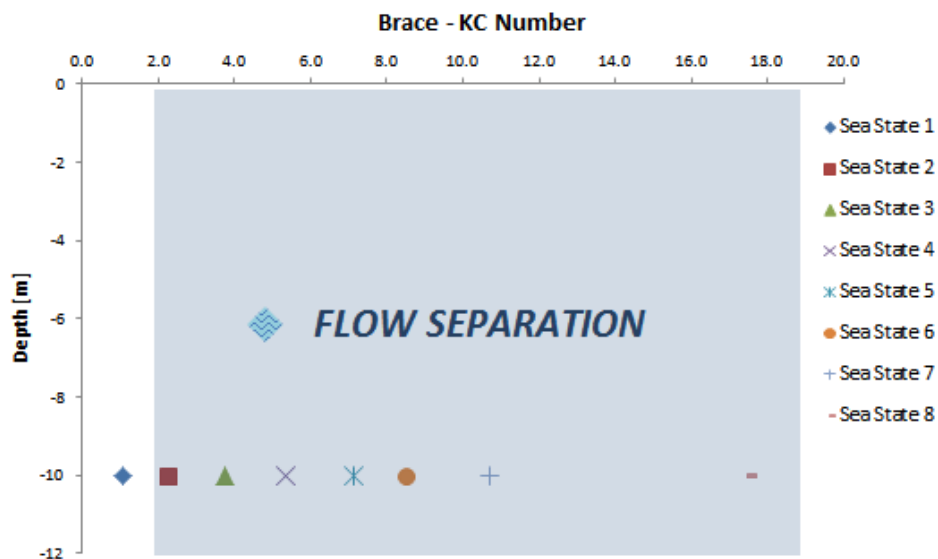 Brace - KC Number
0.0 2.0 4.0 6.0 8.0 10.0 12.0 14.0 16.0 18.0 20.0
0
-2
-4
-6
-8
-10
-12
Depth [m]
FLOW SEPARATION
Sea State 1
Sea State 2
Sea State 3
Sea State 4
Sea State 5
Sea State 6
Sea State 7
Sea State 8